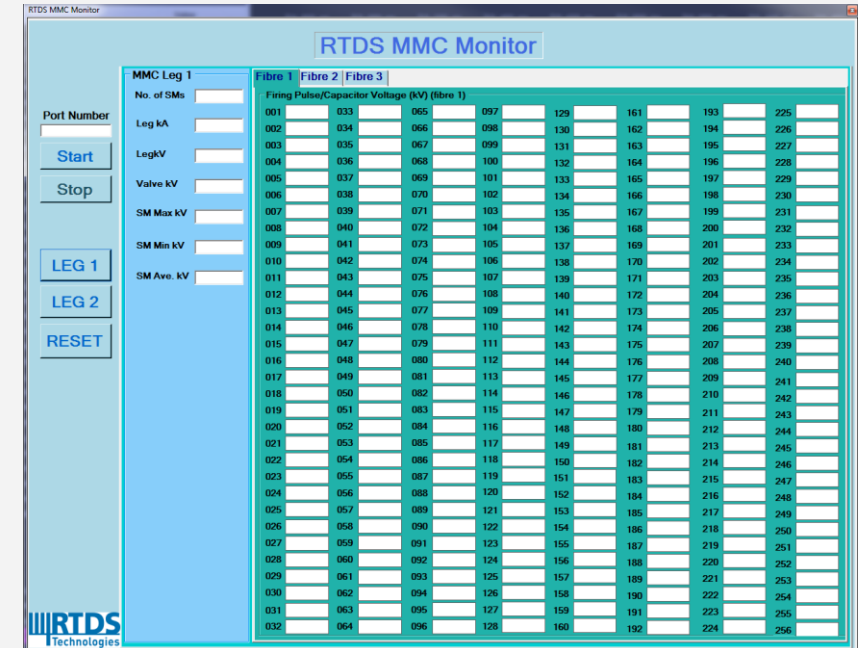 RTDS MMC Monitor
RTDS MMC Monitor
MMC Leg 1
Fibre 1 Fibre 2 Fibre 3
No. of SMs
Firing Pulse/Capacitor Voltage (kV) (fibre 1)
Port Number
Leg kA
Start
LegkV
Stop
Valve kV
SM Max kV
SM Min kV
LEG 1
SM Ave. kV
LEG 2
RESET
001 033 065 097 129 161 193 225
002 034 066 098 130 162 194 226
003 035 067 099 131 163 195 227
004 036 068 100 132 164 196 228
005 037 069 101 133 165 197 229
006 038 070 102 134 166 198 230
007 039 071 103 135 167 199 231
008 040 072 104 136 168 200 232
009 041 073 105 137 169 201 233
010 042 074 106 138 170 202 234
011 043 075 107 139 171 203 235
012 044 076 108 140 172 204 236
013 045 077 109 141 173 205 237
014 046 078 110 142 174 206 238
015 047 079 111 143 175 207 239
016 048 080 112 144 176 208 240
017 049 081 113 145 177 209 241
018 050 082 114 146 178 210 242
019 051 083 115 147 179 211 243
020 052 084 116 148 180 212 244
021 053 085 117 149 181 213 245
022 054 086 118 150 182 214 246
023 055 087 119 151 183 215 247
024 056 088 120 152 184 216 248
025 057 089 121 153 185 217 249
026 058 090 122 154 186 218 250
027 059 091 123 155 187 219 251
028 060 092 124 156 188 220 252
029 061 093 125 157 189 221 253
030 062 094 126 158 190 222 254
031 063 095 127 159 191 223 255
032 064 096 128 160 192 224 256
RTDS
Technologies